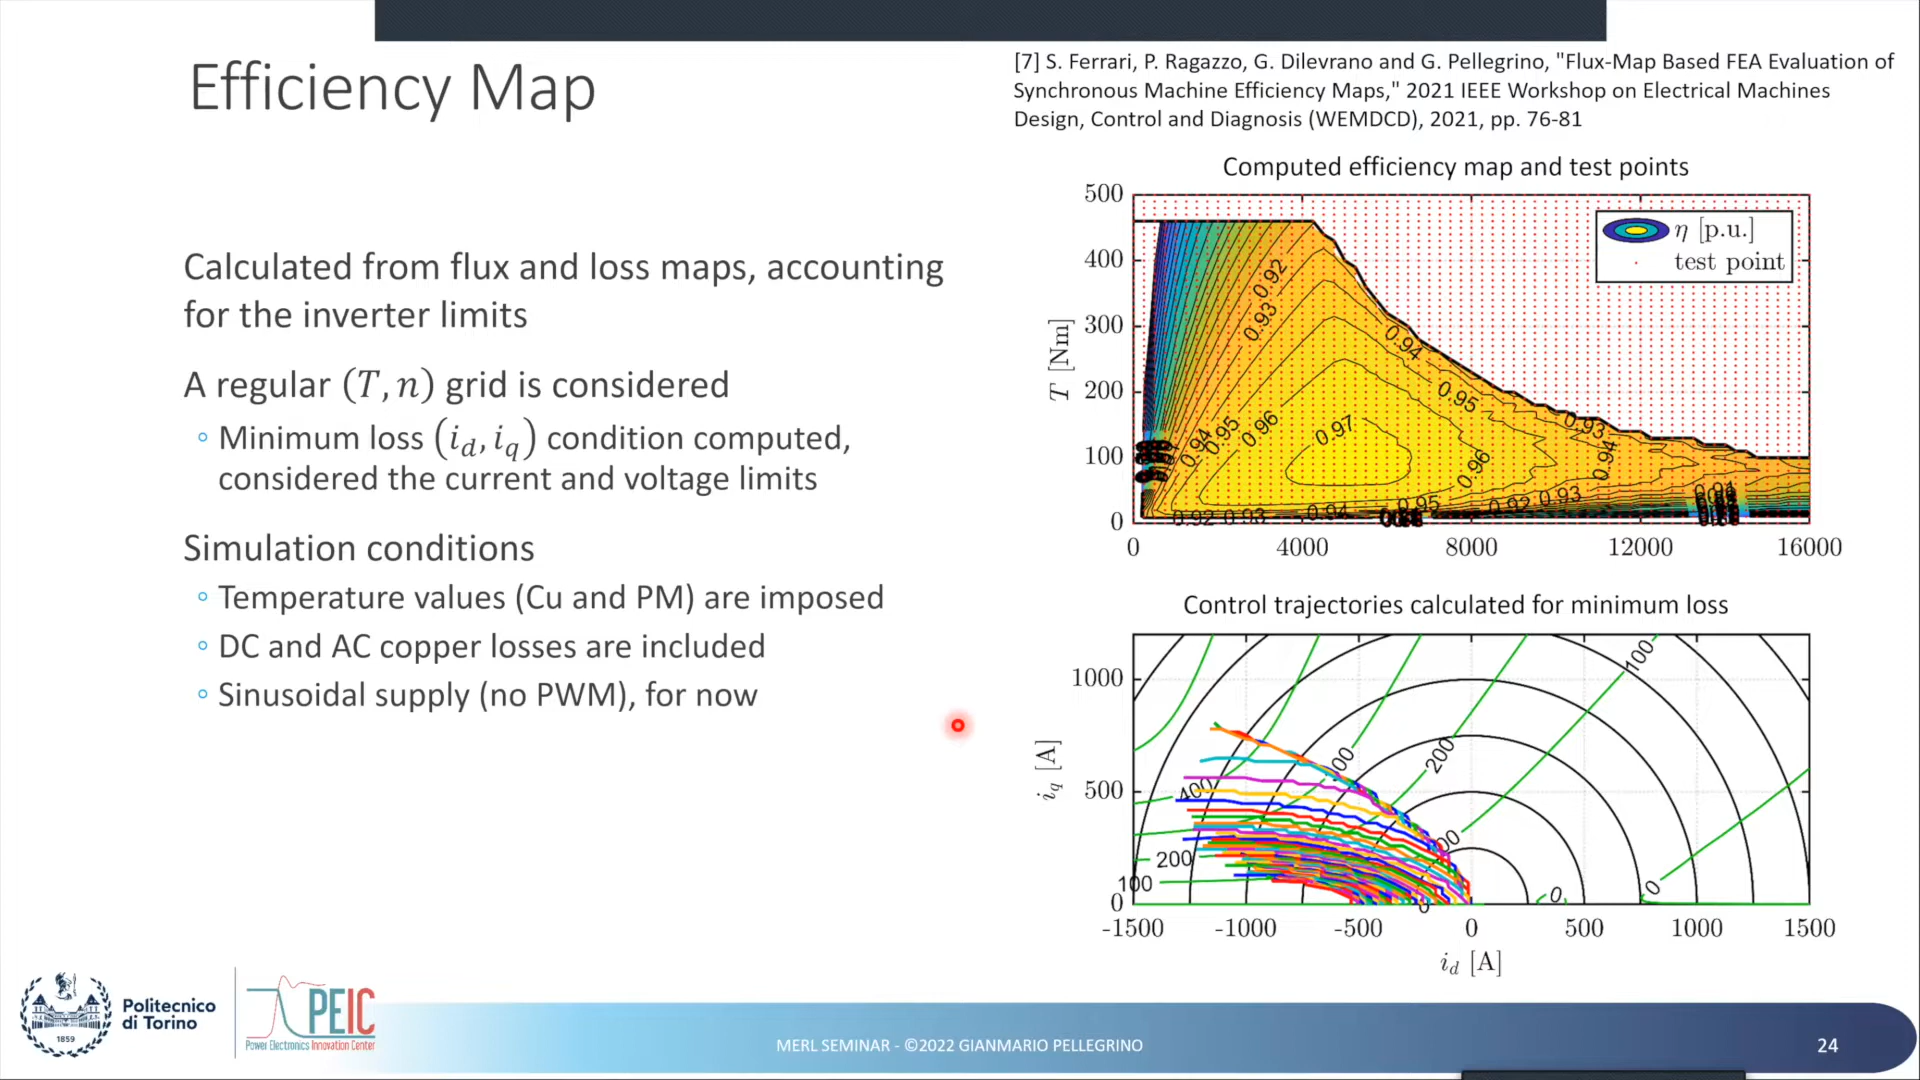 Efficiency Map
[7] S. Ferrari, P. Ragazzo, G. Dilevrano and G. Pellegrino, "Flux-Map Based FEA Evaluation of
Synchronous Machine Efficiency Maps," 2021 IEEE Workshop on Electrical Machines
Design, Control and Diagnosis (WEMDCD), 2021, pp. 76-81
Calculated from flux and loss maps, accounting
for the inverter limits
A regular (T, n) grid is considered
◦ Minimum loss (i_d, i_q) condition computed,
considered the current and voltage limits
Simulation conditions
◦ Temperature values (Cu and PM) are imposed
◦ DC and AC copper losses are included
◦ Sinusoidal supply (no PWM), for now
Computed efficiency map and test points
η [p.u.]
test point
T [Nm]
500
400
300
200
100
0
0.92
0.93
0.94
0.95
0.96
0.97
0.94
0.95
0.96
0.93
0.94
0.92 0.93 0.94 0.95 0.92 0.93 0.91
0 4000 8000 12000 16000
Control trajectories calculated for minimum loss
i_q [A]
1000
500
0
100
200
400
200
100
0 0 0
-1500 -1000 -500 0 500 1000 1500
i_d [A]
Politecnico
di Torino
1859
PEIC
Power Electronics Innovation Center
MERL SEMINAR - ©2022 GIANMARIO PELLEGRINO
24